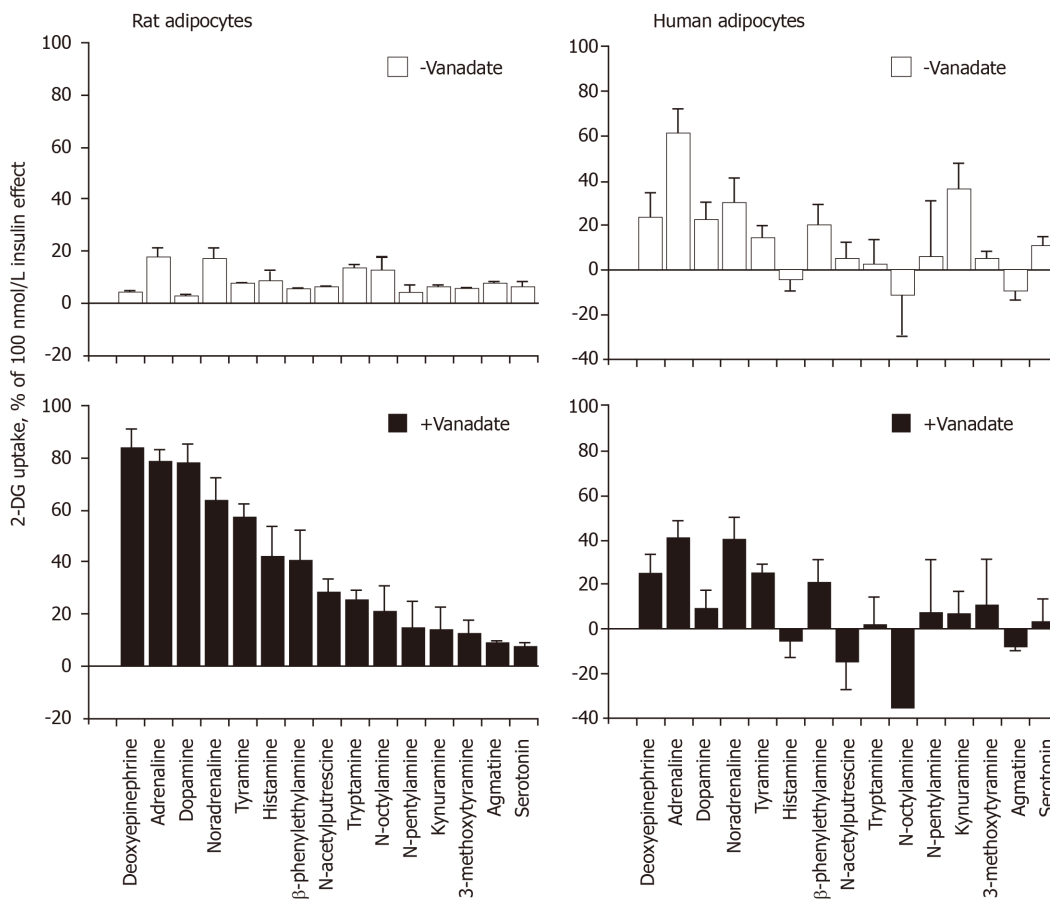 Rat adipocytes
Human adipocytes
2-DG uptake, % of 100 nmol/L insulin effect
100
80
60
40
20
0
-20
-Vanadate
100
80
60
40
20
0
-20
-40
-Vanadate
100
80
60
40
20
0
-20
+Vanadate
100
80
60
40
20
0
-20
-40
+Vanadate
Deoxyepinephrine
Adrenaline
Dopamine
Noradrenaline
Tyramine
Histamine
β-phenylethylamine
N-acetylputrescine
Tryptamine
N-octylamine
N-pentylamine
Kynuramine
3-methoxytyramine
Agmatine
Serotonin
Deoxyepinephrine
Adrenaline
Dopamine
Noradrenaline
Tyramine
Histamine
β-phenylethylamine
N-acetylputrescine
Tryptamine
N-octylamine
N-pentylamine
Kynuramine
3-methoxytyramine
Agmatine
Serotonin